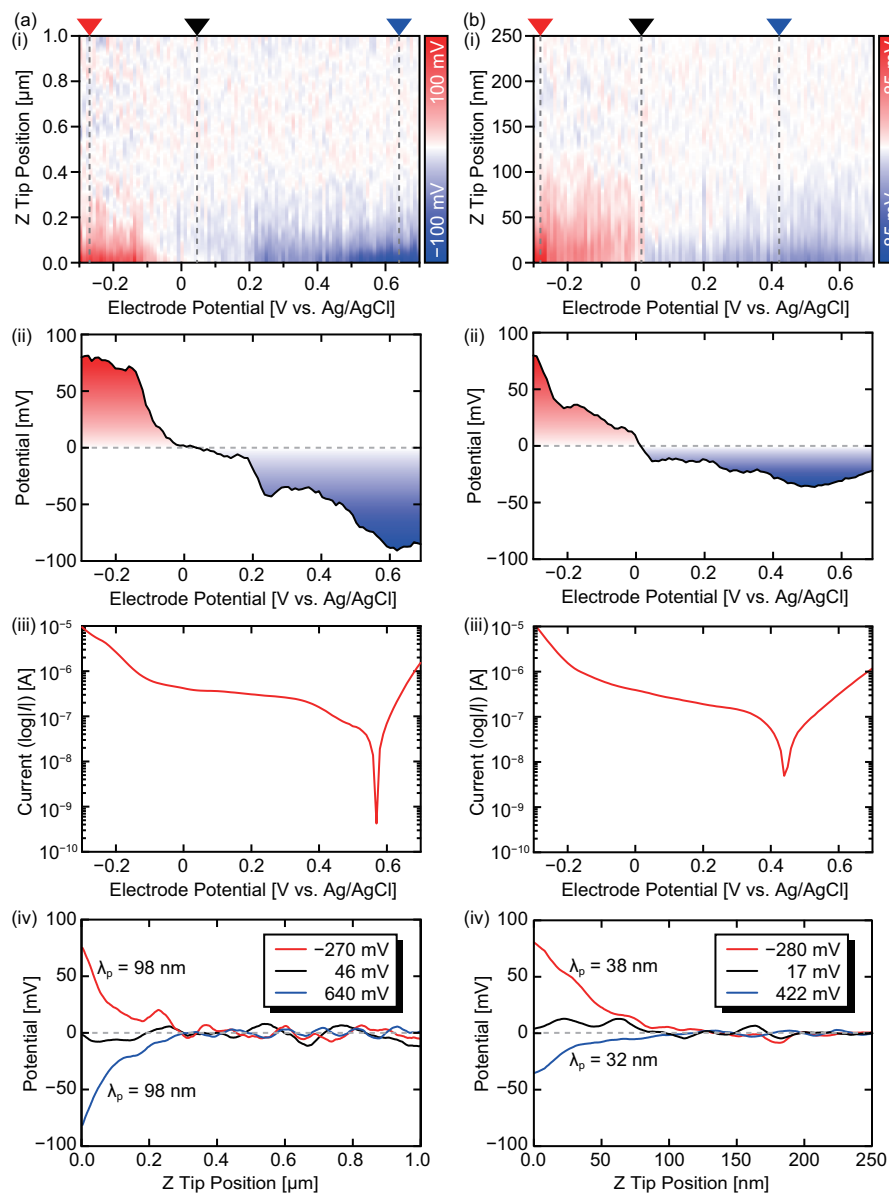 (a)
(i)
1.0
0.8
0.6
0.4
0.2
0.0
Z Tip Position [µm]
−0.2 0 0.2 0.4 0.6
Electrode Potential [V vs. Ag/AgCl]
100 mV
−100 mV
(b)
(i)
250
200
150
100
50
0
Z Tip Position [nm]
−0.2 0 0.2 0.4 0.6
Electrode Potential [V vs. Ag/AgCl]
(ii)
100
50
0
−50
−100
Potential [mV]
−0.2 0 0.2 0.4 0.6
Electrode Potential [V vs. Ag/AgCl]
(ii)
100
50
0
−50
−100
Potential [mV]
−0.2 0 0.2 0.4 0.6
Electrode Potential [V vs. Ag/AgCl]
(iii)
10⁻⁵
10⁻⁶
10⁻⁷
10⁻⁸
10⁻⁹
10⁻¹⁰
Current (log|I|) [A]
−0.2 0 0.2 0.4 0.6
Electrode Potential [V vs. Ag/AgCl]
(iii)
10⁻⁵
10⁻⁶
10⁻⁷
10⁻⁸
10⁻⁹
10⁻¹⁰
Current (log|I|) [A]
−0.2 0 0.2 0.4 0.6
Electrode Potential [V vs. Ag/AgCl]
(iv)
100
50
0
−50
−100
Potential [mV]
λp = 98 nm
λp = 98 nm
−270 mV
46 mV
640 mV
0.0 0.2 0.4 0.6 0.8 1.0
Z Tip Position [µm]
(iv)
100
50
0
−50
−100
Potential [mV]
λp = 38 nm
λp = 32 nm
−280 mV
17 mV
422 mV
0 50 100 150 200 250
Z Tip Position [nm]